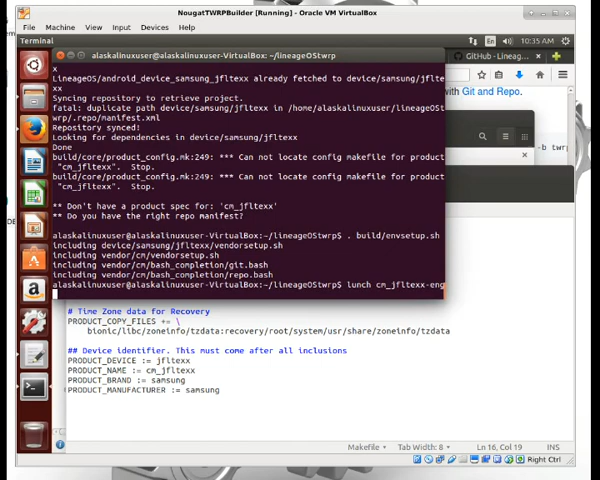 NougatTWRPBuilder [Running] - Oracle VM VirtualBox
File Machine View Input Devices Help
Terminal
En
10:35 AM
alaskalinuxuser@alaskalinuxuser-VirtualBox: ~/lineageOStwrp
GitHub - Lineag...
x
LineageOS/android_device_samsung_jfltexx already fetched to device/samsung/jflte
xx
Syncing repository to retrieve project.
fatal: duplicate path device/samsung/jfltexx in /home/alaskalinuxuser/lineageOSt
wrp/.repo/manifest.xml
Repository synced!
Looking for dependencies in device/samsung/jfltexx
Done
build/core/product_config.mk:249: *** Can not locate config makefile for product
"cm_jfltexx".  Stop.
build/core/product_config.mk:249: *** Can not locate config makefile for product
"cm_jfltexx".  Stop.
** Don't have a product spec for: 'cm_jfltexx'
** Do you have the right repo manifest?
alaskalinuxuser@alaskalinuxuser-VirtualBox:~/lineageOStwrp$ . build/envsetup.sh
including device/samsung/jfltexx/vendorsetup.sh
including vendor/cm/vendorsetup.sh
including vendor/cm/bash_completion/git.bash
including vendor/cm/bash_completion/repo.bash
alaskalinuxuser@alaskalinuxuser-VirtualBox:~/lineageOStwrp$ lunch cm_jfltexx-eng
with Git and Repo.
-b twrp
# Time Zone data for Recovery
PRODUCT_COPY_FILES += \
bionic/libc/zoneinfo/tzdata:recovery/root/system/usr/share/zoneinfo/tzdata
## Device identifier. This must come after all inclusions
PRODUCT_DEVICE := jfltexx
PRODUCT_NAME := cm_jfltexx
PRODUCT_BRAND := samsung
PRODUCT_MANUFACTURER := samsung
Makefile Tab Width: 8 Ln 16, Col 19 INS
Right Ctrl